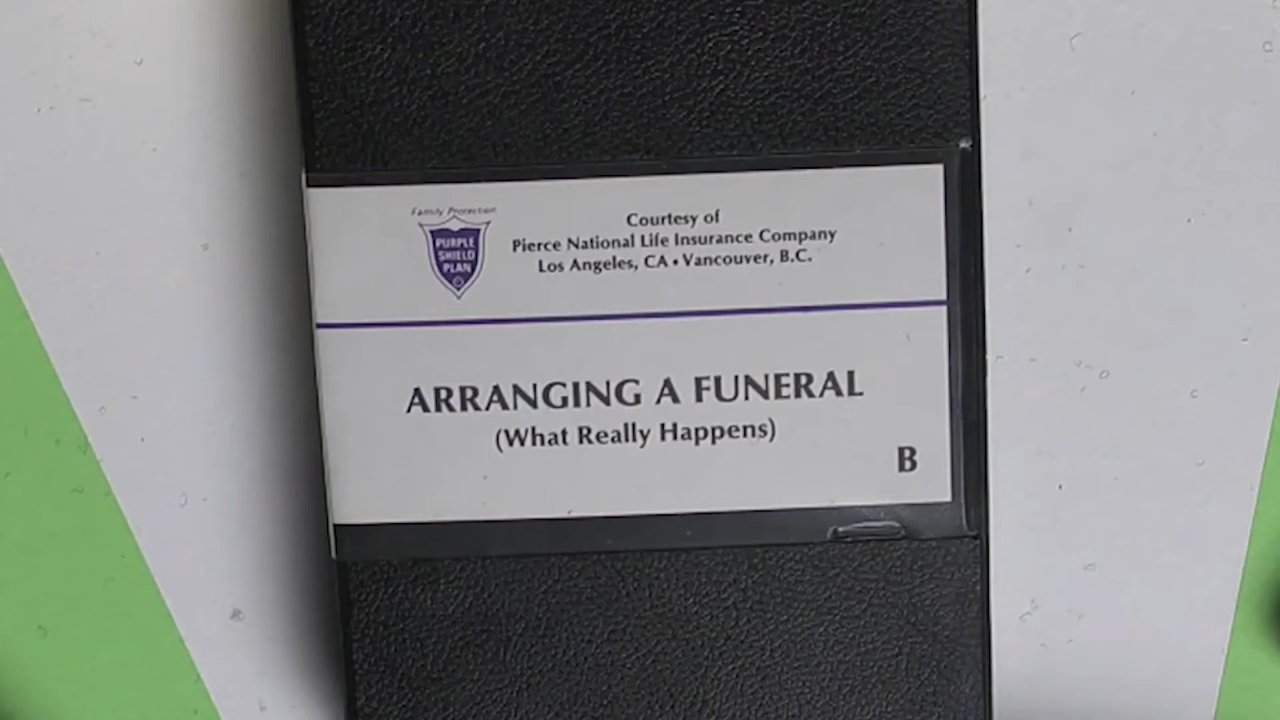 Family Protection
PURPLE
SHIELD
PLAN
Courtesy of
Pierce National Life Insurance Company
Los Angeles, CA • Vancouver, B.C.
ARRANGING A FUNERAL
(What Really Happens)
B